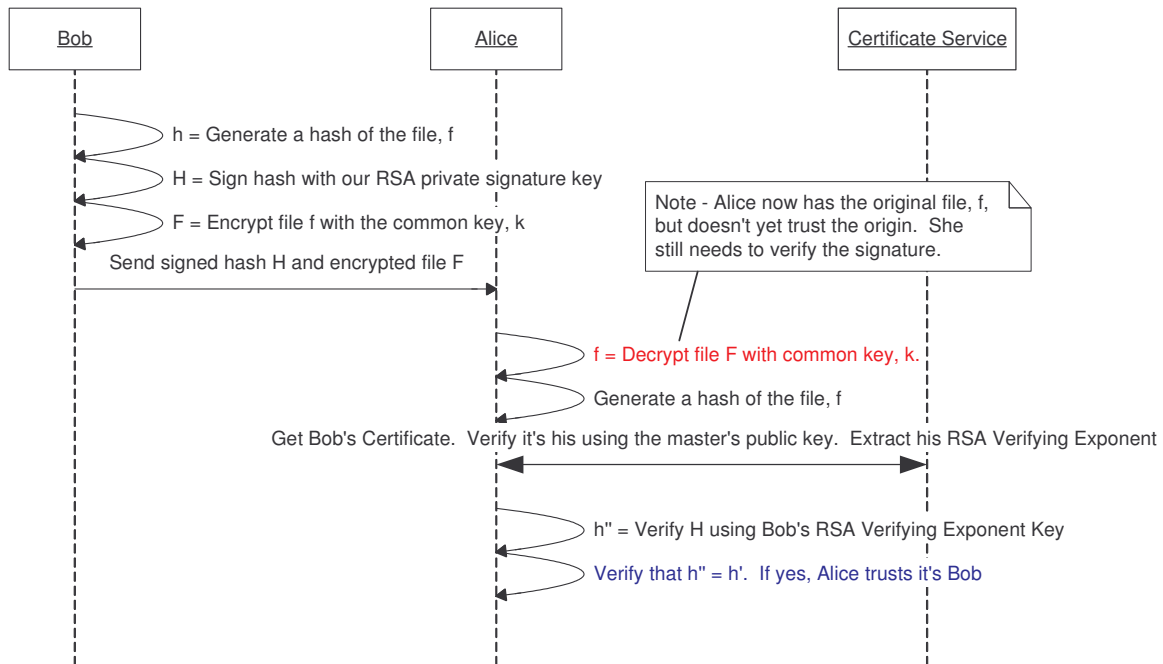 Bob
Alice
Certificate Service
h = Generate a hash of the file, f
H = Sign hash with our RSA private signature key
F = Encrypt file f with the common key, k
Note - Alice now has the original file, f,
but doesn't yet trust the origin.  She
still needs to verify the signature.
Send signed hash H and encrypted file F
f = Decrypt file F with common key, k.
Generate a hash of the file, f
Get Bob's Certificate.  Verify it's his using the master's public key.  Extract his RSA Verifying Exponent
h'' = Verify H using Bob's RSA Verifying Exponent Key
Verify that h'' = h'.  If yes, Alice trusts it's Bob